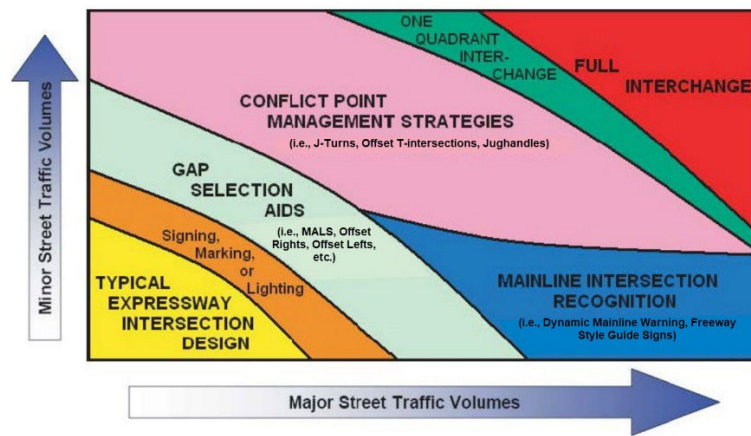 Minor Street Traffic Volumes
ONE
QUADRANT
INTER-
CHANGE
FULL
INTERCHANGE
CONFLICT POINT
MANAGEMENT STRATEGIES
(i.e., J-Turns, Offset T-intersections, Jughandles)
GAP
SELECTION
AIDS
(i.e., MALS, Offset
Rights, Offset Lefts,
etc.)
Signing,
Marking,
or
Lighting
TYPICAL
EXPRESSWAY
INTERSECTION
DESIGN
MAINLINE INTERSECTION
RECOGNITION
(i.e., Dynamic Mainline Warning, Freeway
Style Guide Signs)
Major Street Traffic Volumes